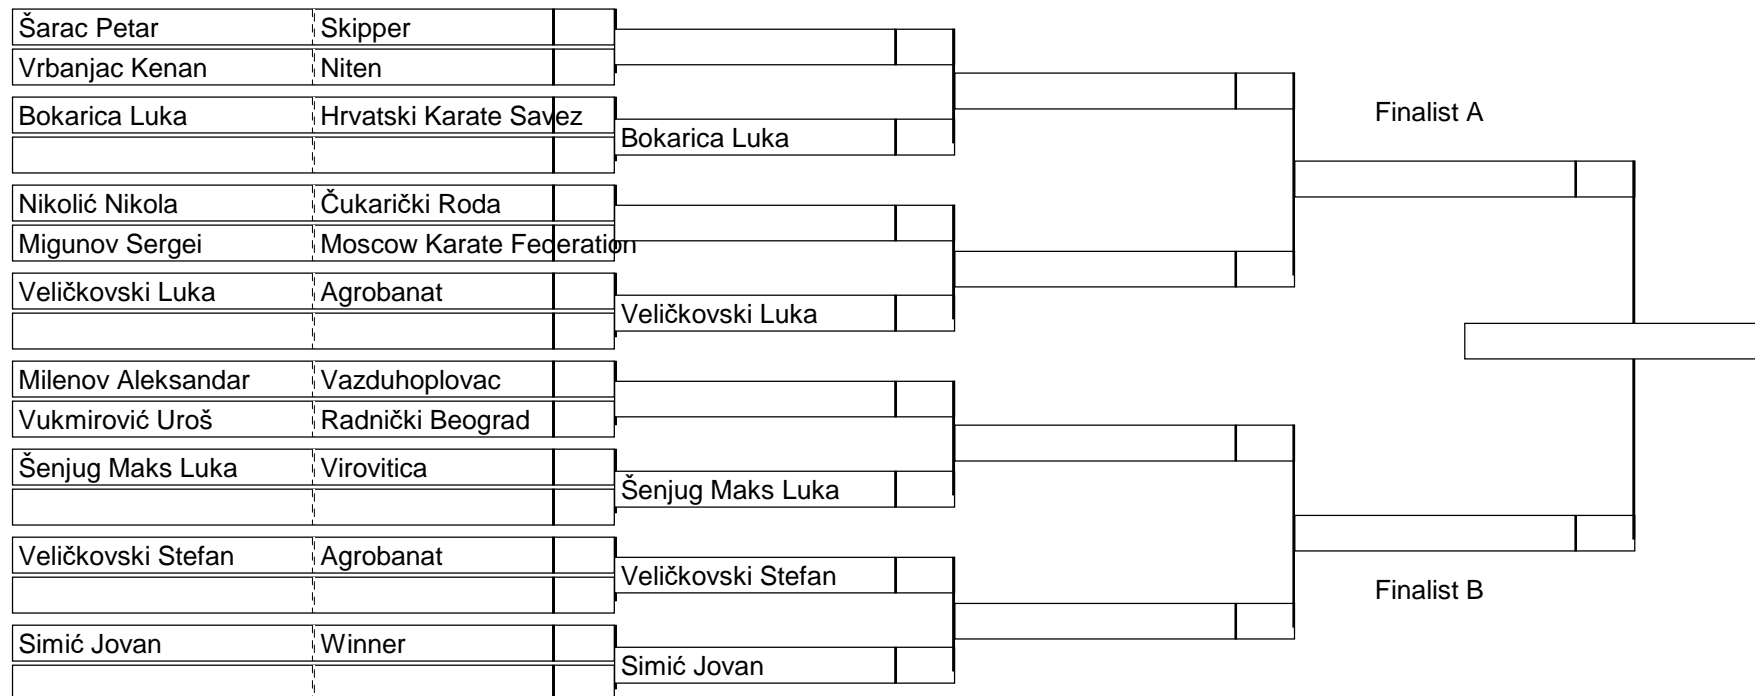 Šarac Petar Skipper
Vrbanjac Kenan Niten
Bokarica Luka Hrvatski Karate Savez
Finalist A
Bokarica Luka
Nikolić Nikola Čukarički Roda
Migunov Sergei Moscow Karate Federation
Veličkovski Luka Agrobanat
Veličkovski Luka
Milenov Aleksandar Vazduhoplovac
Vukmirović Uroš Radnički Beograd
Šenjug Maks Luka Virovitica
Šenjug Maks Luka
Veličkovski Stefan Agrobanat
Veličkovski Stefan
Finalist B
Simić Jovan Winner
Simić Jovan